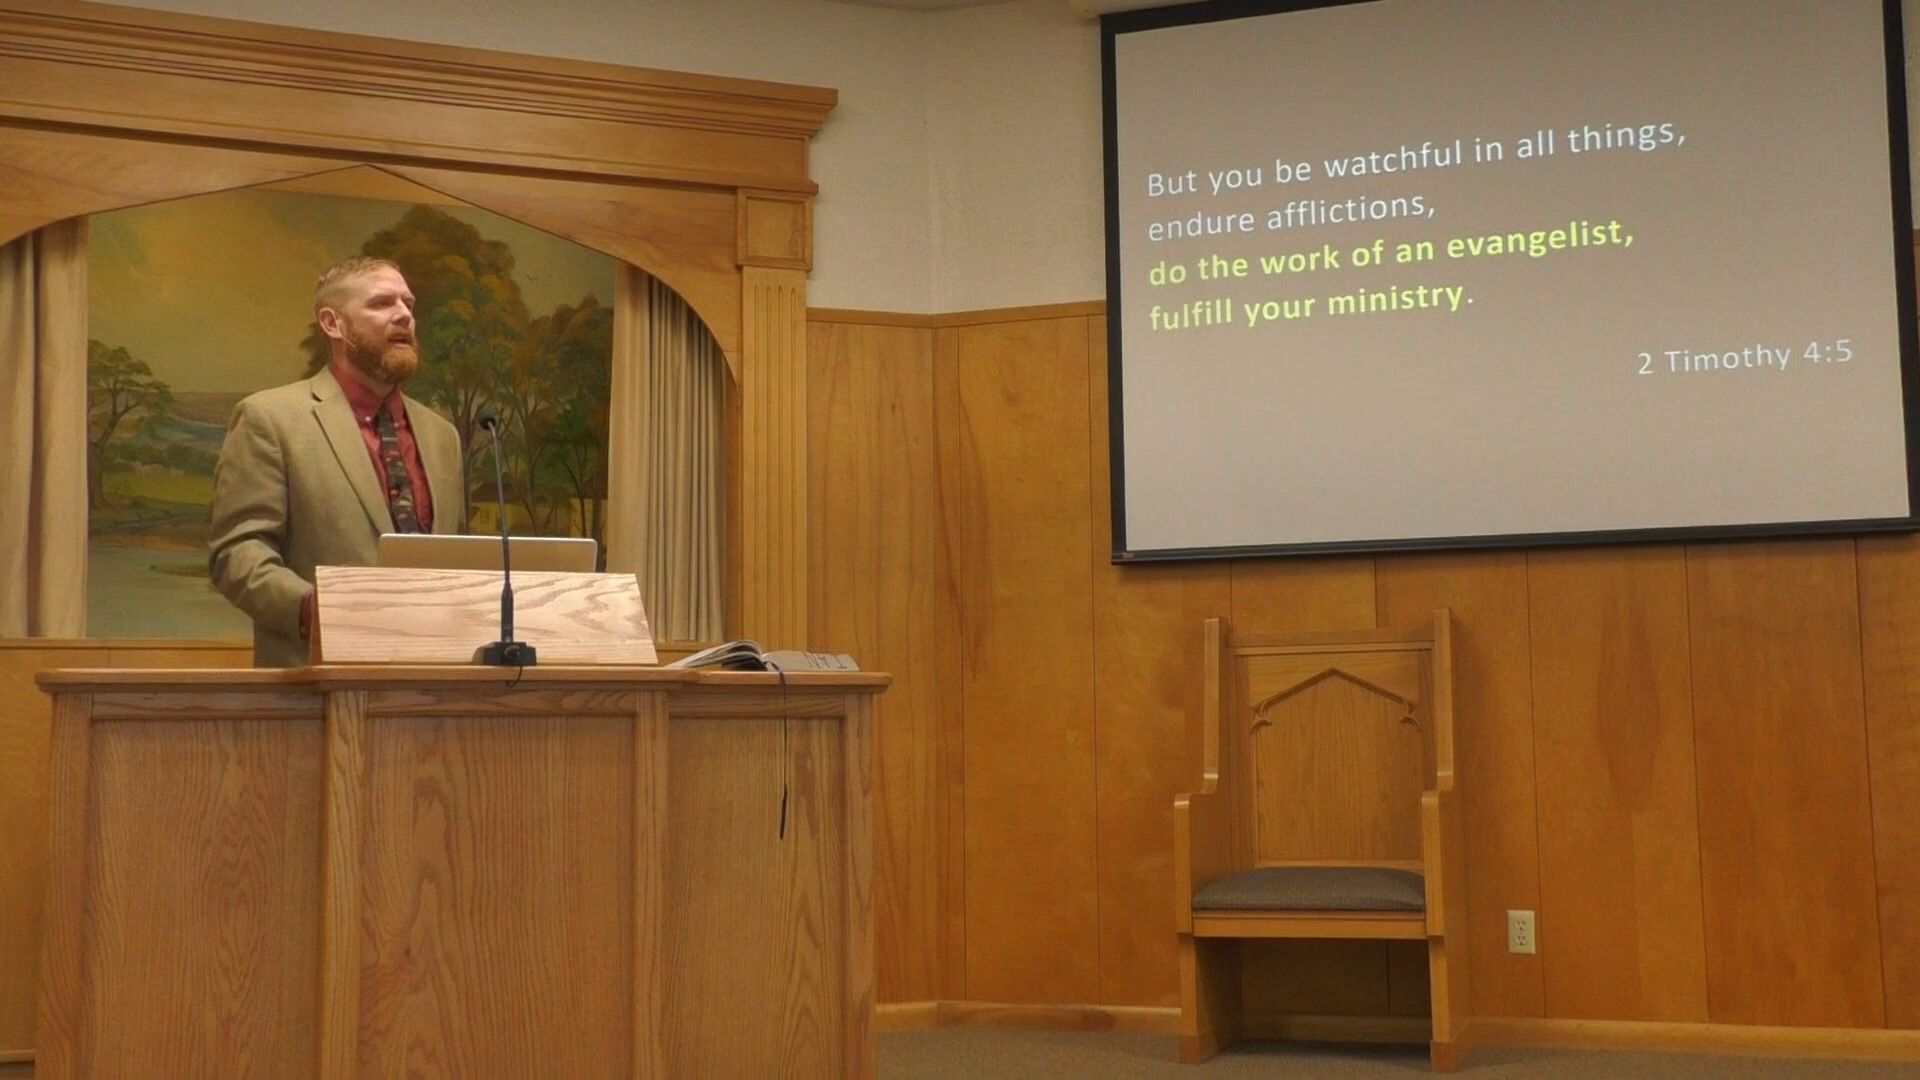 But you be watchful in all things,
endure afflictions,
do the work of an evangelist,
fulfill your ministry.
2 Timothy 4:5